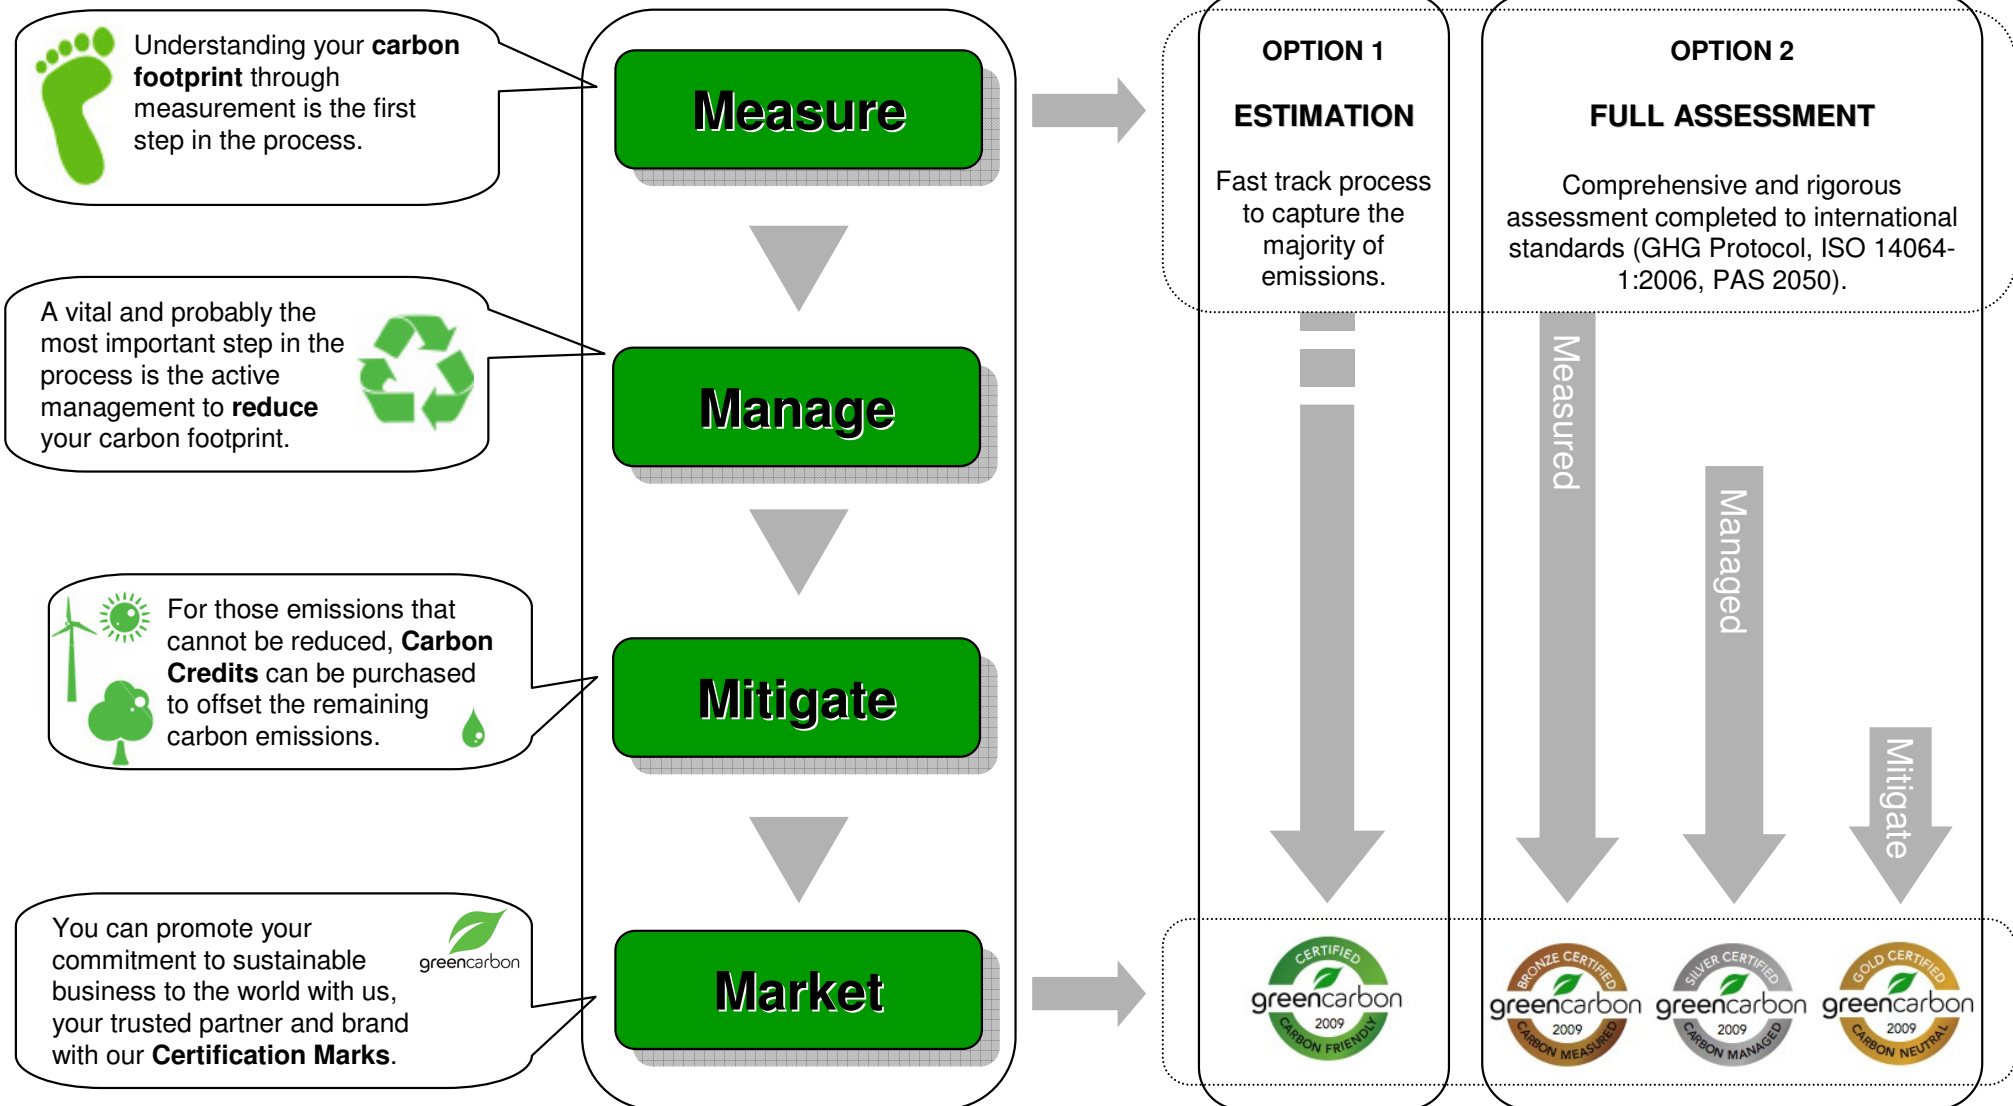 Understanding your carbon
footprint through
measurement is the first
step in the process.
Measure
OPTION 1
ESTIMATION
Fast track process
to capture the
majority of
emissions.
OPTION 2
FULL ASSESSMENT
Comprehensive and rigorous
assessment completed to international
standards (GHG Protocol, ISO 14064-
1:2006, PAS 2050).
A vital and probably the
most important step in the
process is the active
management to reduce
your carbon footprint.
Manage
Measured
Managed
Mitigate
For those emissions that
cannot be reduced, Carbon
Credits can be purchased
to offset the remaining
carbon emissions.
Mitigate
You can promote your
commitment to sustainable
business to the world with us,
your trusted partner and brand
with our Certification Marks.
greencarbon
Market
CERTIFIED
greencarbon
2009
CARBON FRIENDLY
BRONZE CERTIFIED
greencarbon
2009
CARBON MEASURED
SILVER CERTIFIED
greencarbon
2009
CARBON MANAGED
GOLD CERTIFIED
greencarbon
2009
CARBON NEUTRAL